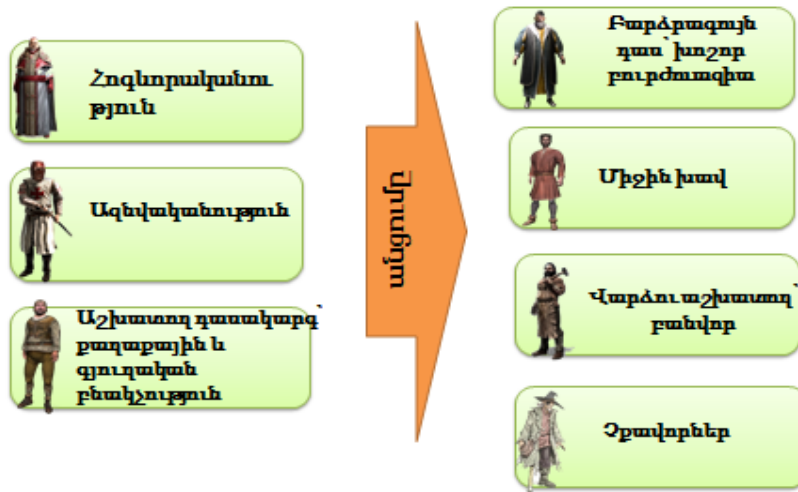 Հոգևորականու
թյուն
Ազնվականություն
Աշխատող դասակարգ՝
քաղաքային և
գյուղական
բնակչություն
անցումը
Բարձրագույն
դաս՝ խոշոր
բուրժուազիա
Միջին խավ
Վարձու աշխատող՝
բանվոր
Չքավորներ